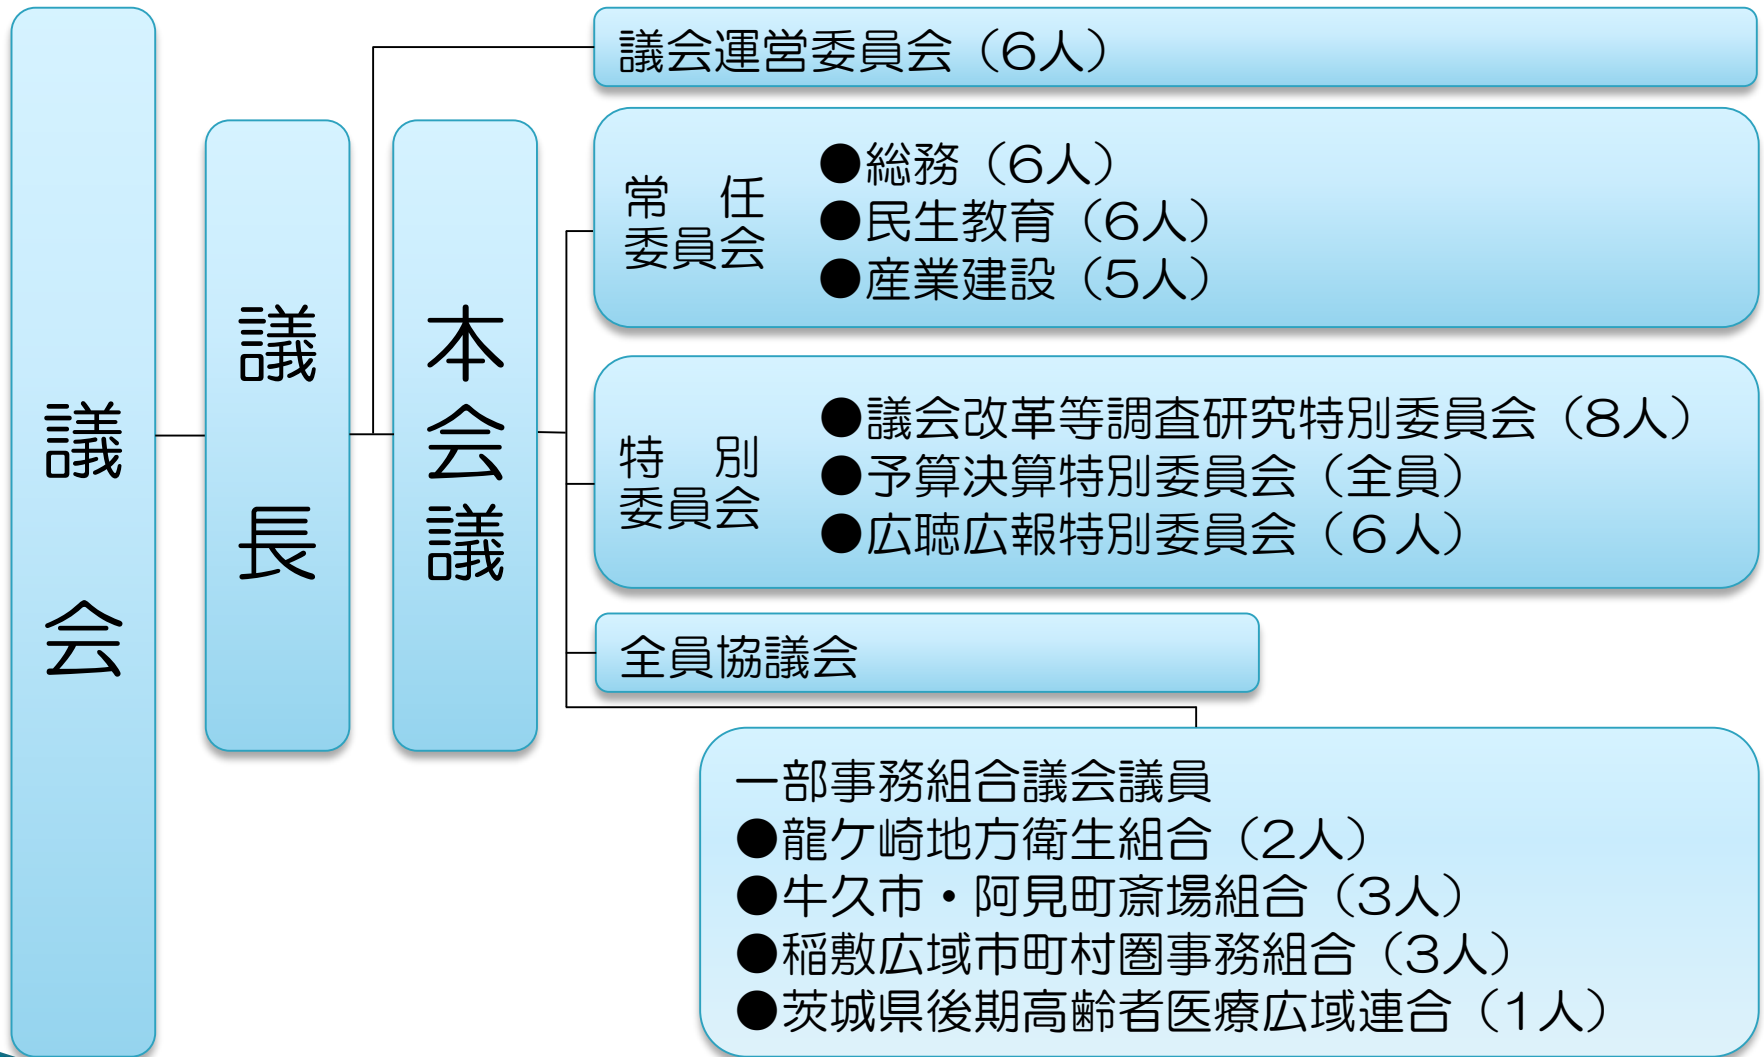 議会
議長
本会議
議会運営委員会（6人）
常　任
委員会
●総務（6人）
●民生教育（6人）
●産業建設（5人）
特　別
委員会
●議会改革等調査研究特別委員会（8人）
●予算決算特別委員会（全員）
●広聴広報特別委員会（６人）
全員協議会
一部事務組合議会議員
●龍ケ崎地方衛生組合（2人）
●牛久市・阿見町斎場組合（3人）
●稲敷広域市町村圏事務組合（3人）
●茨城県後期高齢者医療広域連合（1人）